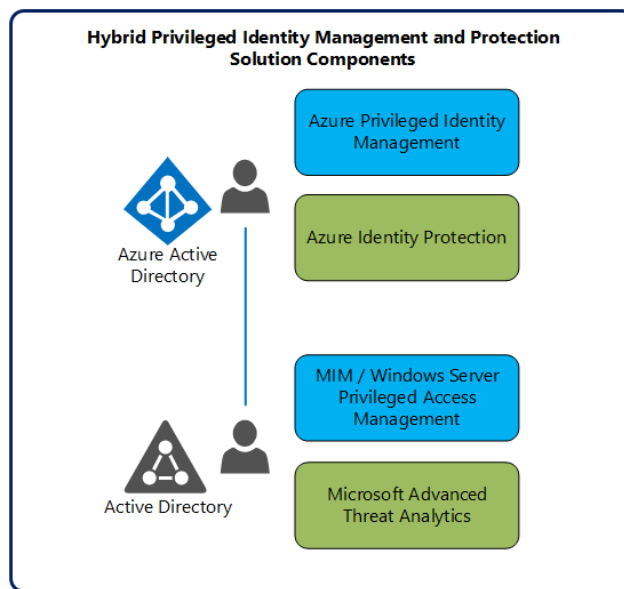 Hybrid Privileged Identity Management and Protection
Solution Components
Azure Privileged Identity
Management
Azure Identity Protection
Azure Active
Directory
MIM / Windows Server
Privileged Access
Management
Microsoft Advanced
Threat Analytics
Active Directory